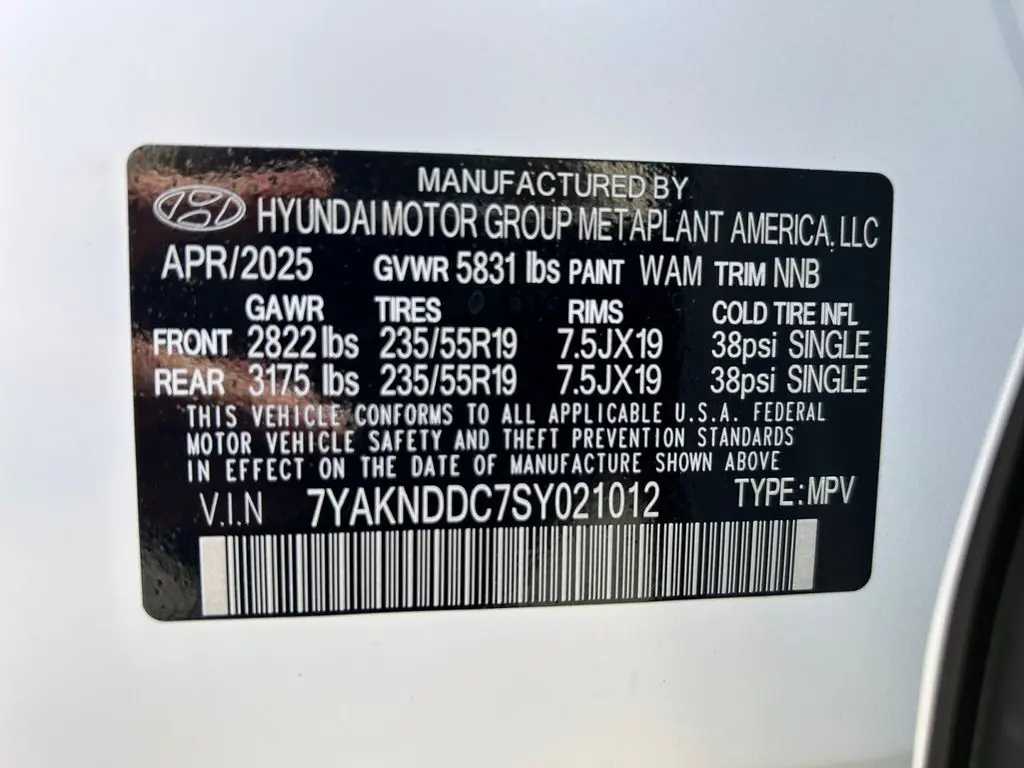 MANUFACTURED BY
HYUNDAI MOTOR GROUP METAPLANT AMERICA, LLC
APR/2025 GVWR 5831 lbs PAINT WAM TRIM NNB
GAWR TIRES RIMS COLD TIRE INFL
FRONT 2822 lbs 235/55R19 7.5JX19 38psi SINGLE
REAR 3175 lbs 235/55R19 7.5JX19 38psi SINGLE
THIS VEHICLE CONFORMS TO ALL APPLICABLE U.S.A. FEDERAL
MOTOR VEHICLE SAFETY AND THEFT PREVENTION STANDARDS
IN EFFECT ON THE DATE OF MANUFACTURE SHOWN ABOVE
V.I.N 7YAKNDDC7SY021012 TYPE:MPV